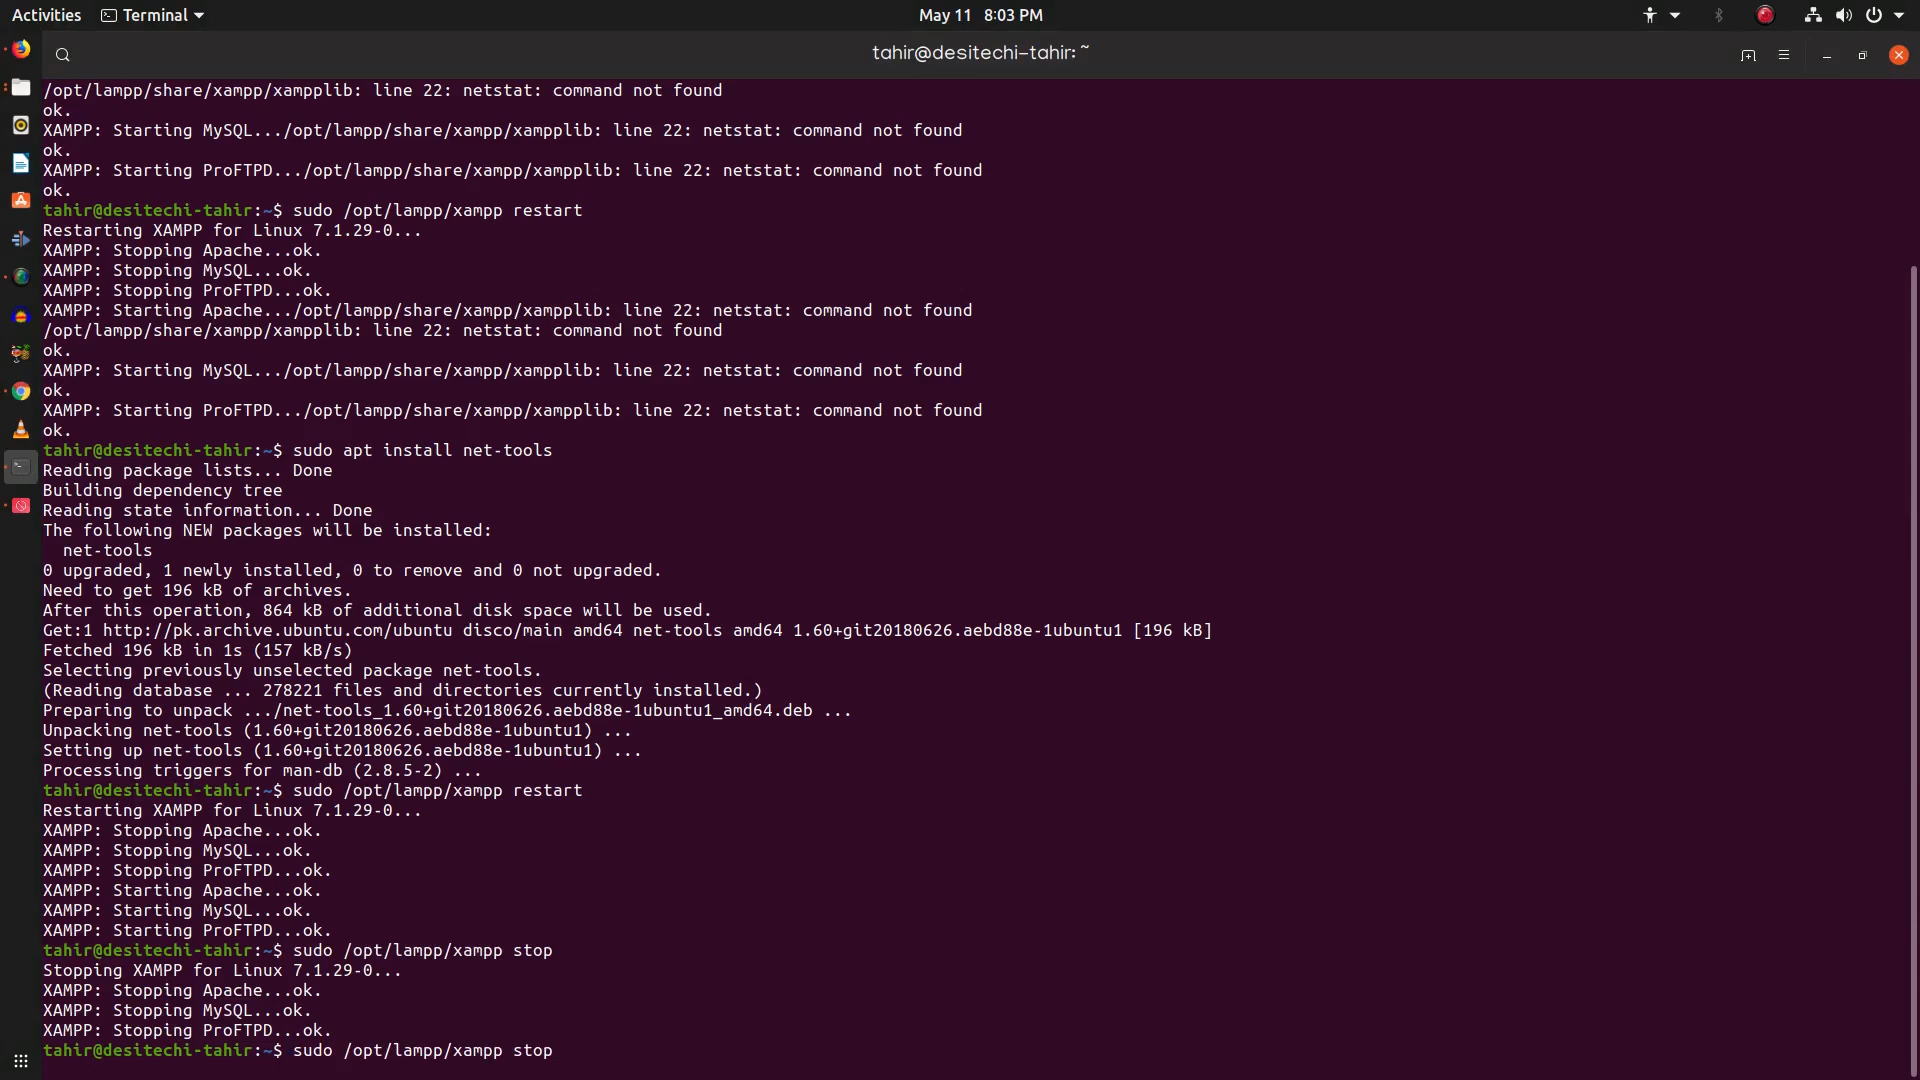 Activities Terminal May 11 8:03 PM
tahir@desitechi-tahir: ~
/opt/lampp/share/xampp/xampplib: line 22: netstat: command not found
ok.
XAMPP: Starting MySQL.../opt/lampp/share/xampp/xampplib: line 22: netstat: command not found
ok.
XAMPP: Starting ProFTPD.../opt/lampp/share/xampp/xampplib: line 22: netstat: command not found
ok.
tahir@desitechi-tahir:~$ sudo /opt/lampp/xampp restart
Restarting XAMPP for Linux 7.1.29-0...
XAMPP: Stopping Apache...ok.
XAMPP: Stopping MySQL...ok.
XAMPP: Stopping ProFTPD...ok.
XAMPP: Starting Apache.../opt/lampp/share/xampp/xampplib: line 22: netstat: command not found
/opt/lampp/share/xampp/xampplib: line 22: netstat: command not found
ok.
XAMPP: Starting MySQL.../opt/lampp/share/xampp/xampplib: line 22: netstat: command not found
ok.
XAMPP: Starting ProFTPD.../opt/lampp/share/xampp/xampplib: line 22: netstat: command not found
ok.
tahir@desitechi-tahir:~$ sudo apt install net-tools
Reading package lists... Done
Building dependency tree
Reading state information... Done
The following NEW packages will be installed:
  net-tools
0 upgraded, 1 newly installed, 0 to remove and 0 not upgraded.
Need to get 196 kB of archives.
After this operation, 864 kB of additional disk space will be used.
Get:1 http://pk.archive.ubuntu.com/ubuntu disco/main amd64 net-tools amd64 1.60+git20180626.aebd88e-1ubuntu1 [196 kB]
Fetched 196 kB in 1s (157 kB/s)
Selecting previously unselected package net-tools.
(Reading database ... 278221 files and directories currently installed.)
Preparing to unpack .../net-tools_1.60+git20180626.aebd88e-1ubuntu1_amd64.deb ...
Unpacking net-tools (1.60+git20180626.aebd88e-1ubuntu1) ...
Setting up net-tools (1.60+git20180626.aebd88e-1ubuntu1) ...
Processing triggers for man-db (2.8.5-2) ...
tahir@desitechi-tahir:~$ sudo /opt/lampp/xampp restart
Restarting XAMPP for Linux 7.1.29-0...
XAMPP: Stopping Apache...ok.
XAMPP: Stopping MySQL...ok.
XAMPP: Stopping ProFTPD...ok.
XAMPP: Starting Apache...ok.
XAMPP: Starting MySQL...ok.
XAMPP: Starting ProFTPD...ok.
tahir@desitechi-tahir:~$ sudo /opt/lampp/xampp stop
Stopping XAMPP for Linux 7.1.29-0...
XAMPP: Stopping Apache...ok.
XAMPP: Stopping MySQL...ok.
XAMPP: Stopping ProFTPD...ok.
tahir@desitechi-tahir:~$ sudo /opt/lampp/xampp stop